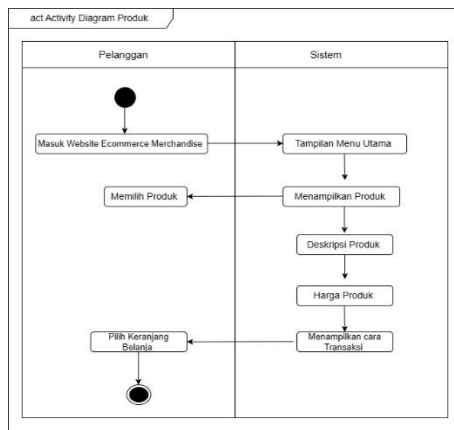 act Activity Diagram Produk
Pelanggan
Sistem
Masuk Website Ecommerce Merchandise
Tampilan Menu Utama
Memilih Produk
Menampilkan Produk
Deskripsi Produk
Harga Produk
Pilih Keranjang
Belanja
Menampilkan cara
Transaksi